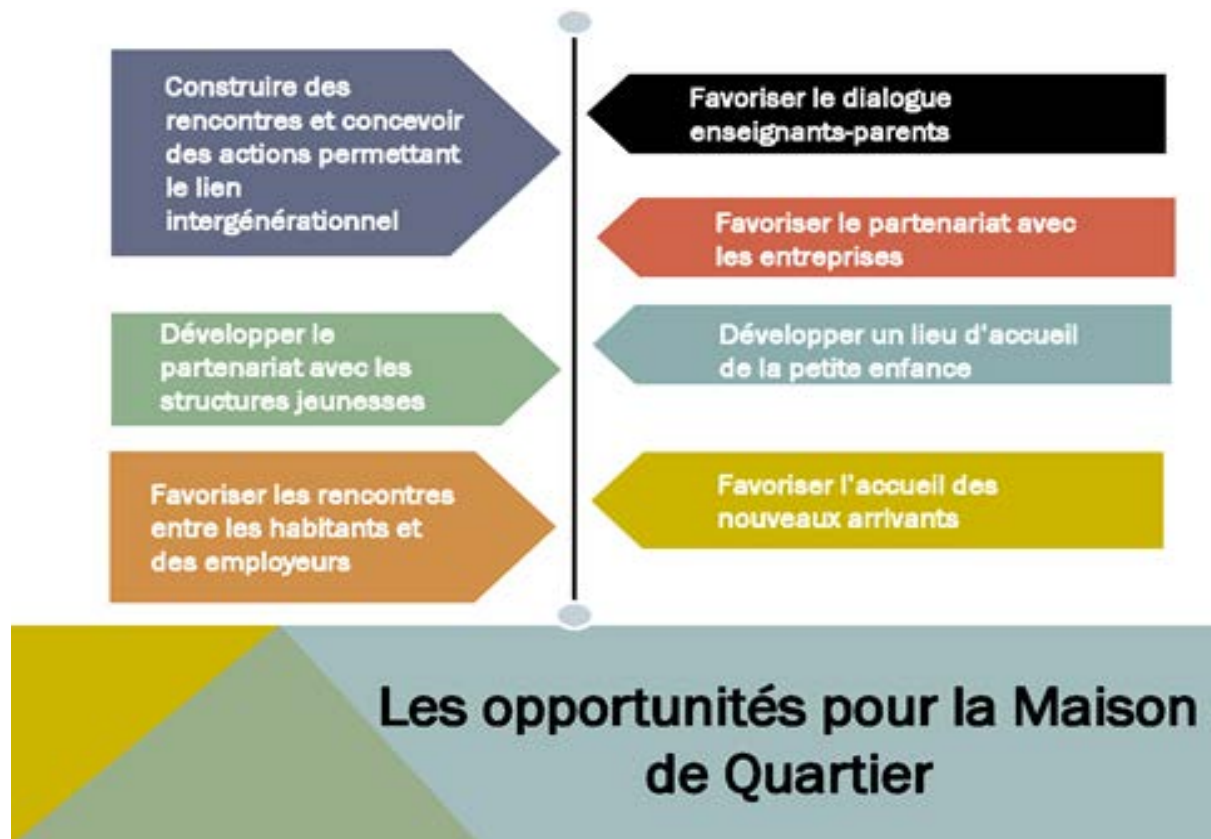 Construire des
rencontres et concevoir
des actions permettant
le lien
intergénérationnel
Développer le
partenariat avec les
structures jeunesses
Favoriser les rencontres
entre les habitants et
des employeurs
Favoriser le dialogue
enseignants-parents
Favoriser le partenariat avec
les entreprises
Développer un lieu d'accueil
de la petite enfance
Favoriser l'accueil des
nouveaux arrivants
Les opportunités pour la Maison
de Quartier